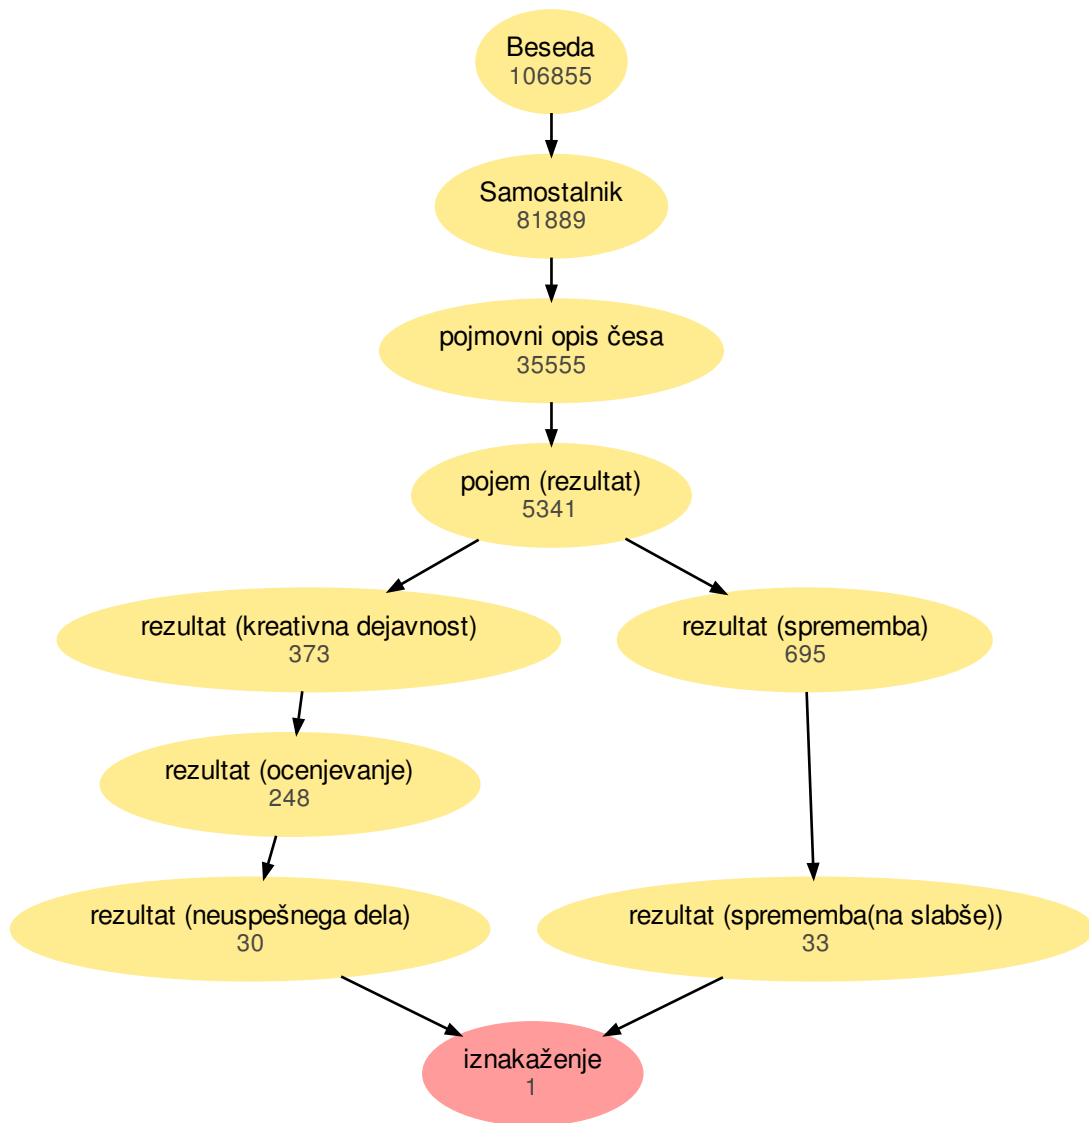 Beseda
106855
Samostalnik
81889
pojmovni opis česa
35555
pojem (rezultat)
5341
rezultat (kreativna dejavnost)
373
rezultat (sprememba)
695
rezultat (ocenjevanje)
248
rezultat (neuspešnega dela)
30
rezultat (sprememba(na slabše))
33
iznakaženje
1